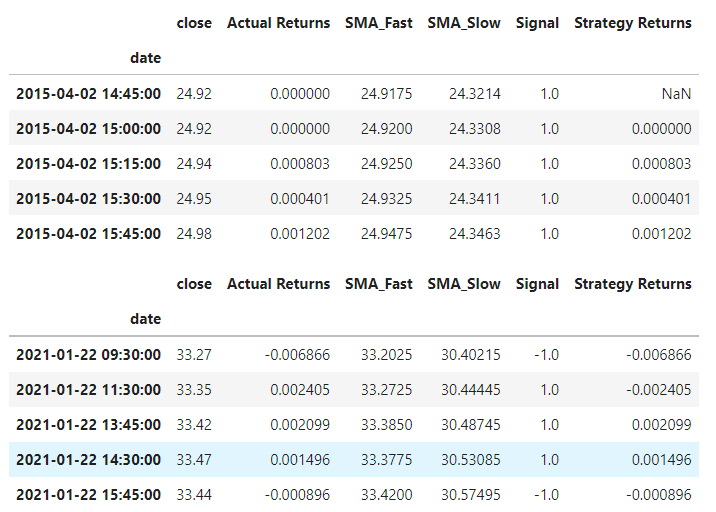 close Actual Returns SMA_Fast SMA_Slow Signal Strategy Returns
date
2015-04-02 14:45:00 24.92 0.000000 24.9175 24.3214 1.0 NaN
2015-04-02 15:00:00 24.92 0.000000 24.9200 24.3308 1.0 0.000000
2015-04-02 15:15:00 24.94 0.000803 24.9250 24.3360 1.0 0.000803
2015-04-02 15:30:00 24.95 0.000401 24.9325 24.3411 1.0 0.000401
2015-04-02 15:45:00 24.98 0.001202 24.9475 24.3463 1.0 0.001202
close Actual Returns SMA_Fast SMA_Slow Signal Strategy Returns
date
2021-01-22 09:30:00 33.27 -0.006866 33.2025 30.40215 -1.0 -0.006866
2021-01-22 11:30:00 33.35 0.002405 33.2725 30.44445 1.0 -0.002405
2021-01-22 13:45:00 33.42 0.002099 33.3850 30.48745 1.0 0.002099
2021-01-22 14:30:00 33.47 0.001496 33.3775 30.53085 1.0 0.001496
2021-01-22 15:45:00 33.44 -0.000896 33.4200 30.57495 -1.0 -0.000896